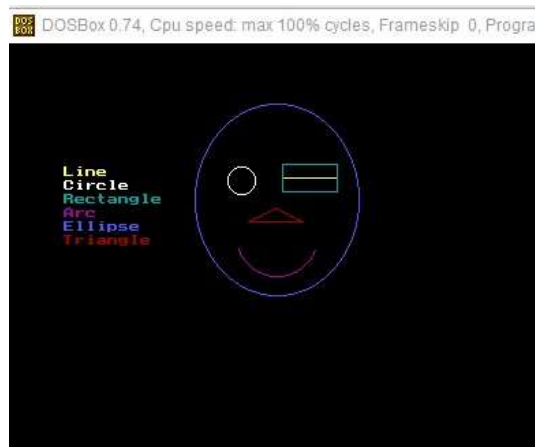 DOSBox 0.74, Cpu speed: max 100% cycles, Frameskip 0, Progra
Line
Circle
Rectangle
Arc
Ellipse
Triangle